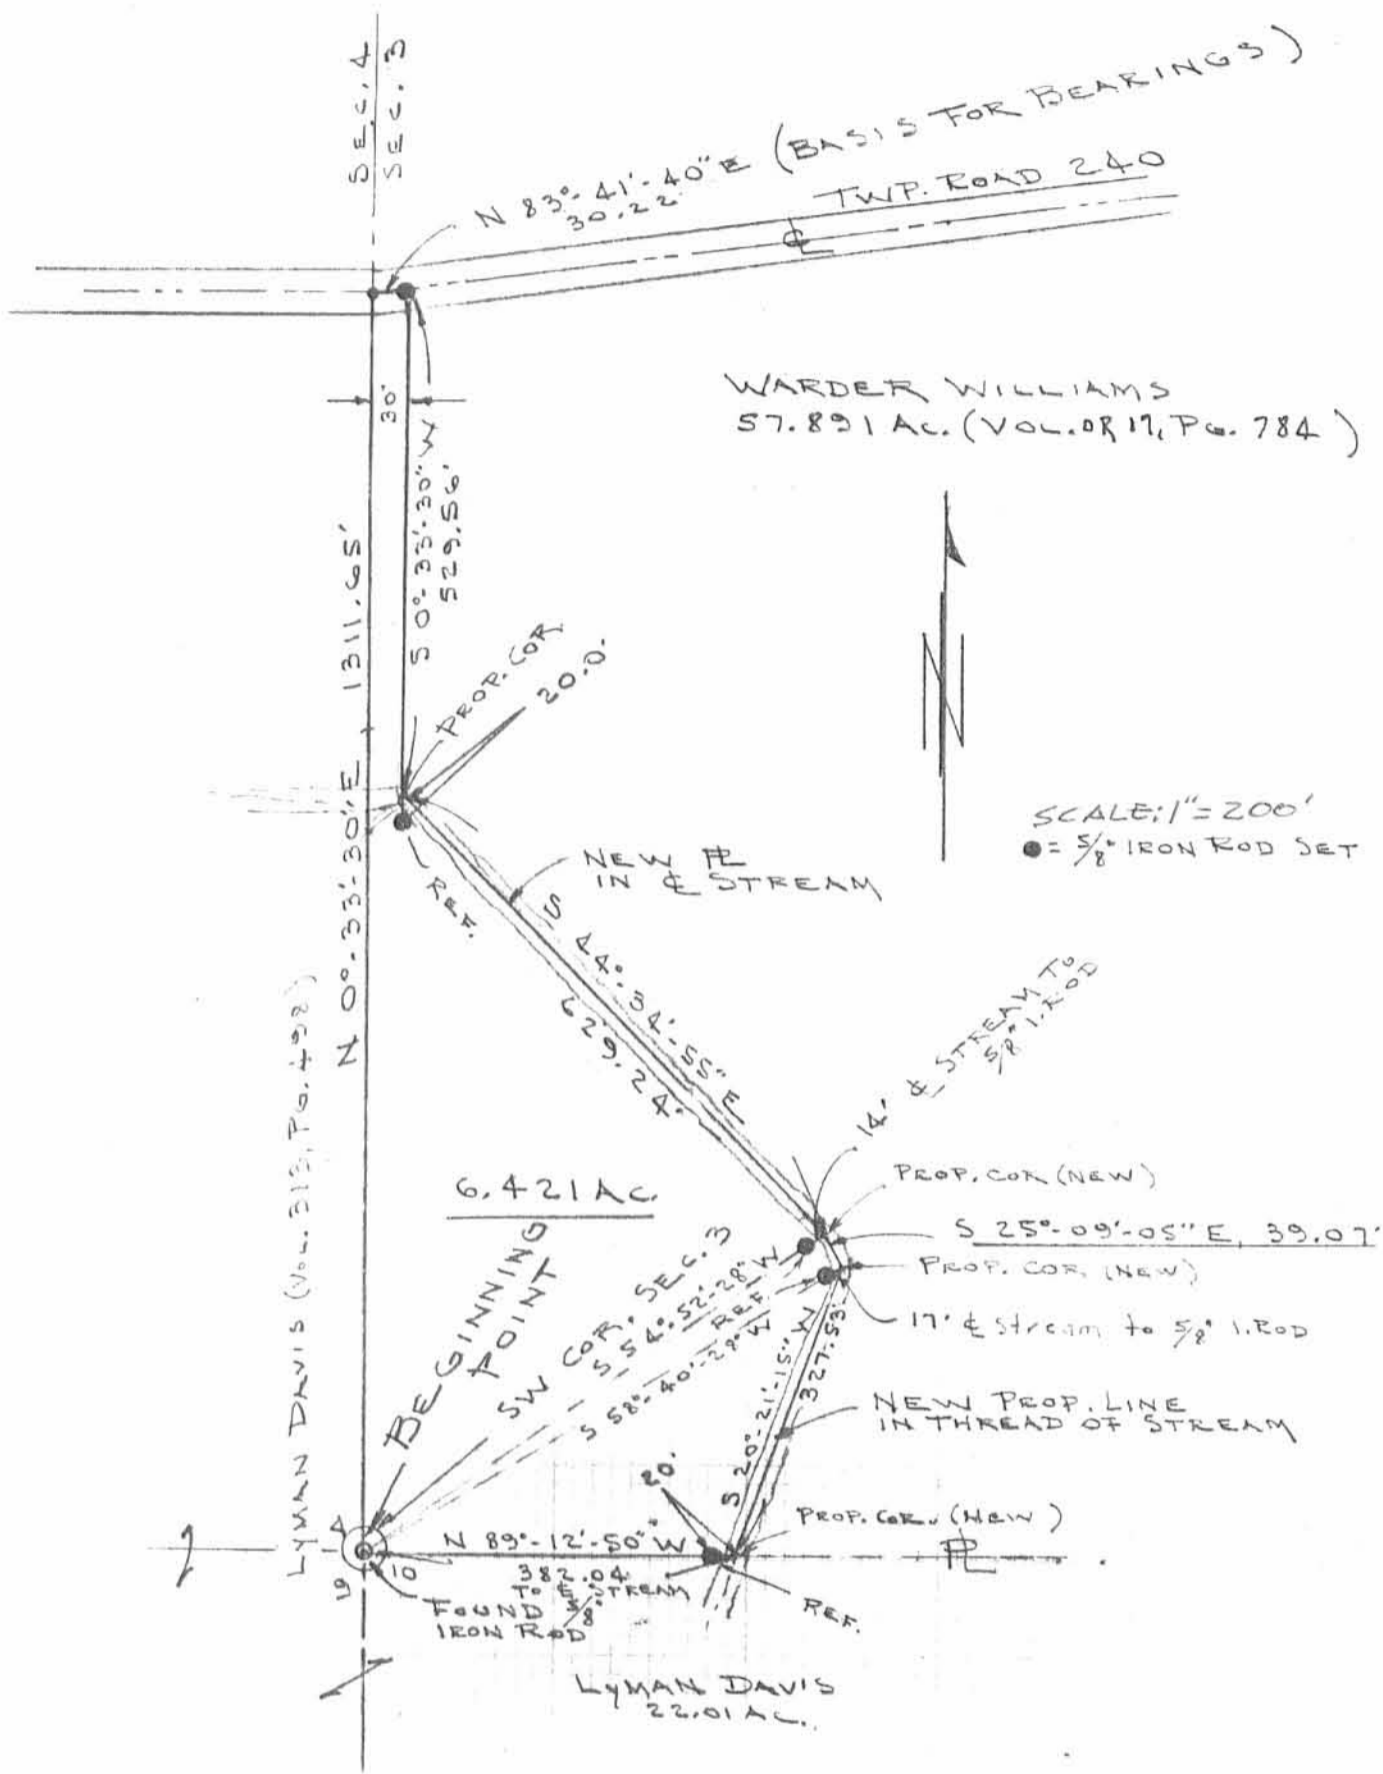 SEC. 4
SEC. 3
N 83°-41'-40" E (BASIS FOR BEARINGS)
30.22'
TWP. ROAD 240
℄
WARDER WILLIAMS
57.891 AC. (VOL. OR 17, PG. 784)
30'
S 0°-33'-30" W
529.56'
1311.65'
N 0°-33'-30" E
PROP. COR
20.0'
N
SCALE: 1" = 200'
● = 5/8" IRON ROD SET
NEW PL
IN ℄ STREAM
REF.
S 44°-34'-55" E
629.24'
14' ℄ STREAM TO
5/8" I. ROD
LYMAN DAVIS (VOL. 313, PG. 498)
6.421 AC.
PROP. COR (NEW)
S 25°-09'-05" E, 39.07'
PROP. COR. (NEW)
17' ℄ Stream to 5/8" I. ROD
BEGINNING
POINT
SW COR. SEC. 3
S 54°-52'-28" W
REF.
S 58°-40'-28" W
S 20°-21'-15" W
327.53'
NEW PROP. LINE
IN THREAD OF STREAM
20.
PROP. COR. (NEW)
4
N 89°-12'-50" W
PL
9
10
382.04'
TO ℄ STREAM
FOUND 5/8"
IRON ROD
REF.
LYMAN DAVIS
22.01 AC.